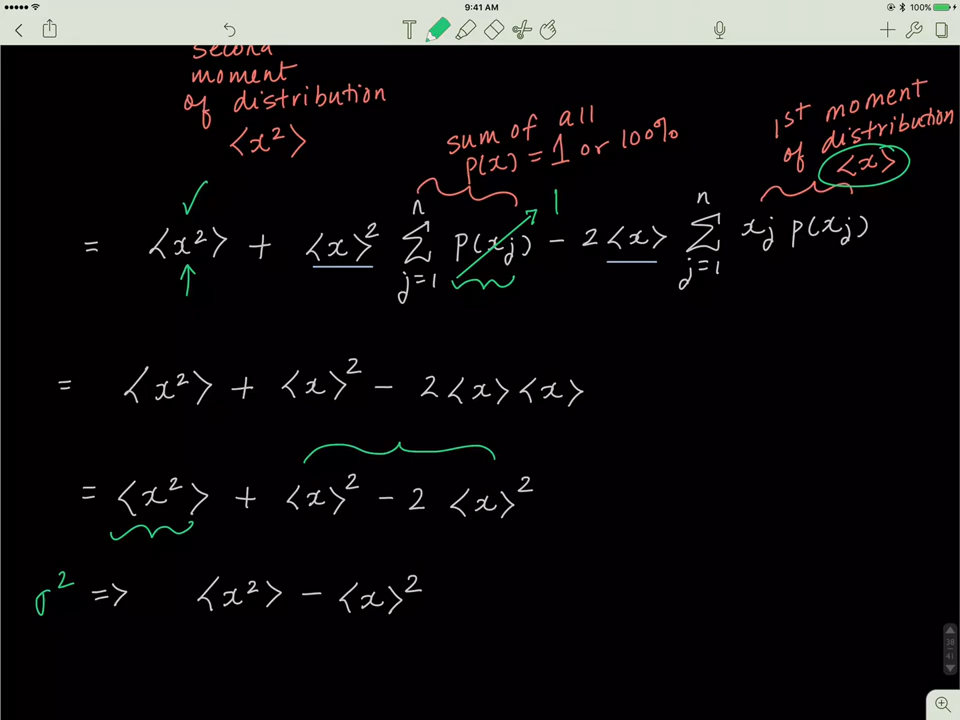 9:41 AM
100%
T
second
moment
of distribution
⟨x²⟩
sum of all
p(x) = 1 or 100%
1st moment
of distribution
⟨x⟩
1
= ⟨x²⟩ + ⟨x⟩² n∑j=1 p(xj) − 2⟨x⟩ n∑j=1 xj p(xj)
= ⟨x²⟩ + ⟨x⟩² − 2⟨x⟩⟨x⟩
= ⟨x²⟩ + ⟨x⟩² − 2 ⟨x⟩²
σ² => ⟨x²⟩ − ⟨x⟩²
38
41